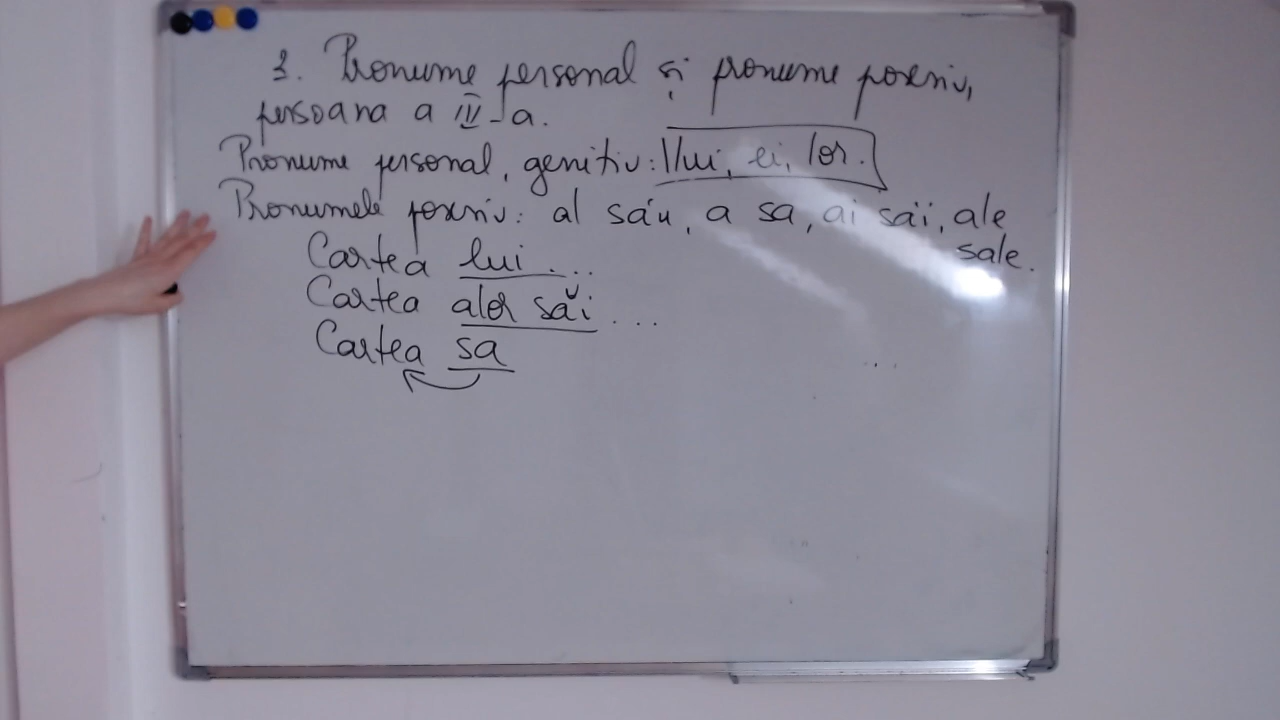 3. Pronume personal și pronume posesiv,
persoana a IV-a.
Pronume personal, genitiv: lui, ei, lor.
Pronumele posesiv: al său, a sa, ai săi, ale
sale.
Cartea lui ...
Cartea alor săi ...
Cartea sa